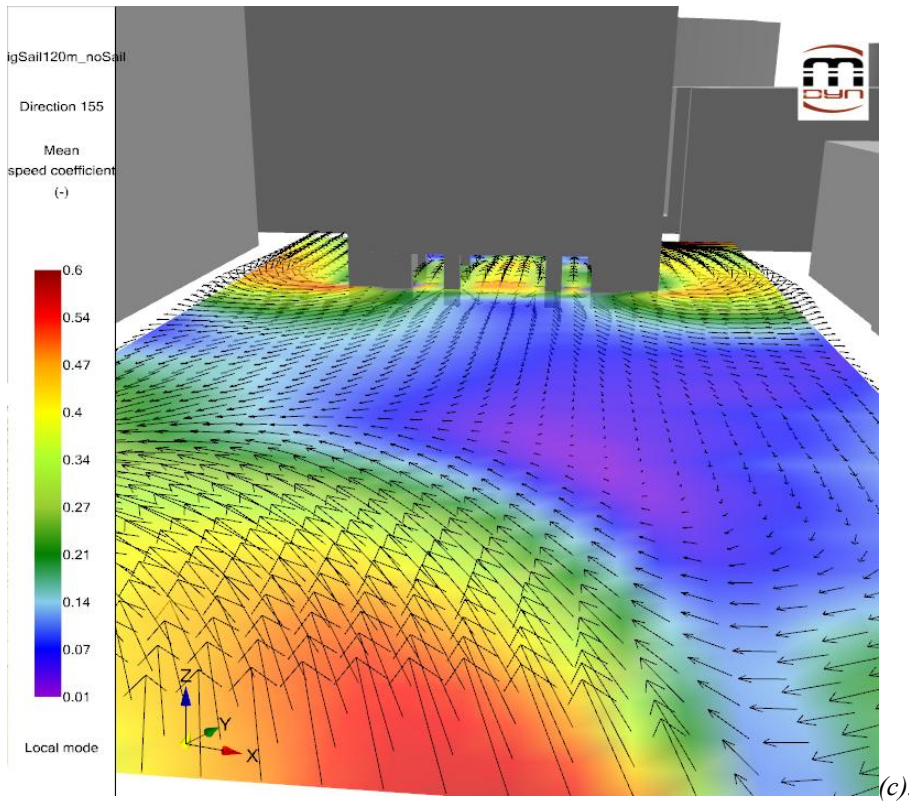 igSail120m_noSail
Direction 155
Mean
speed coefficient
(-)
0.6
0.54
0.47
0.4
0.34
0.27
0.21
0.14
0.07
0.01
Local mode
Z
Y
X
m
DYN
(c).